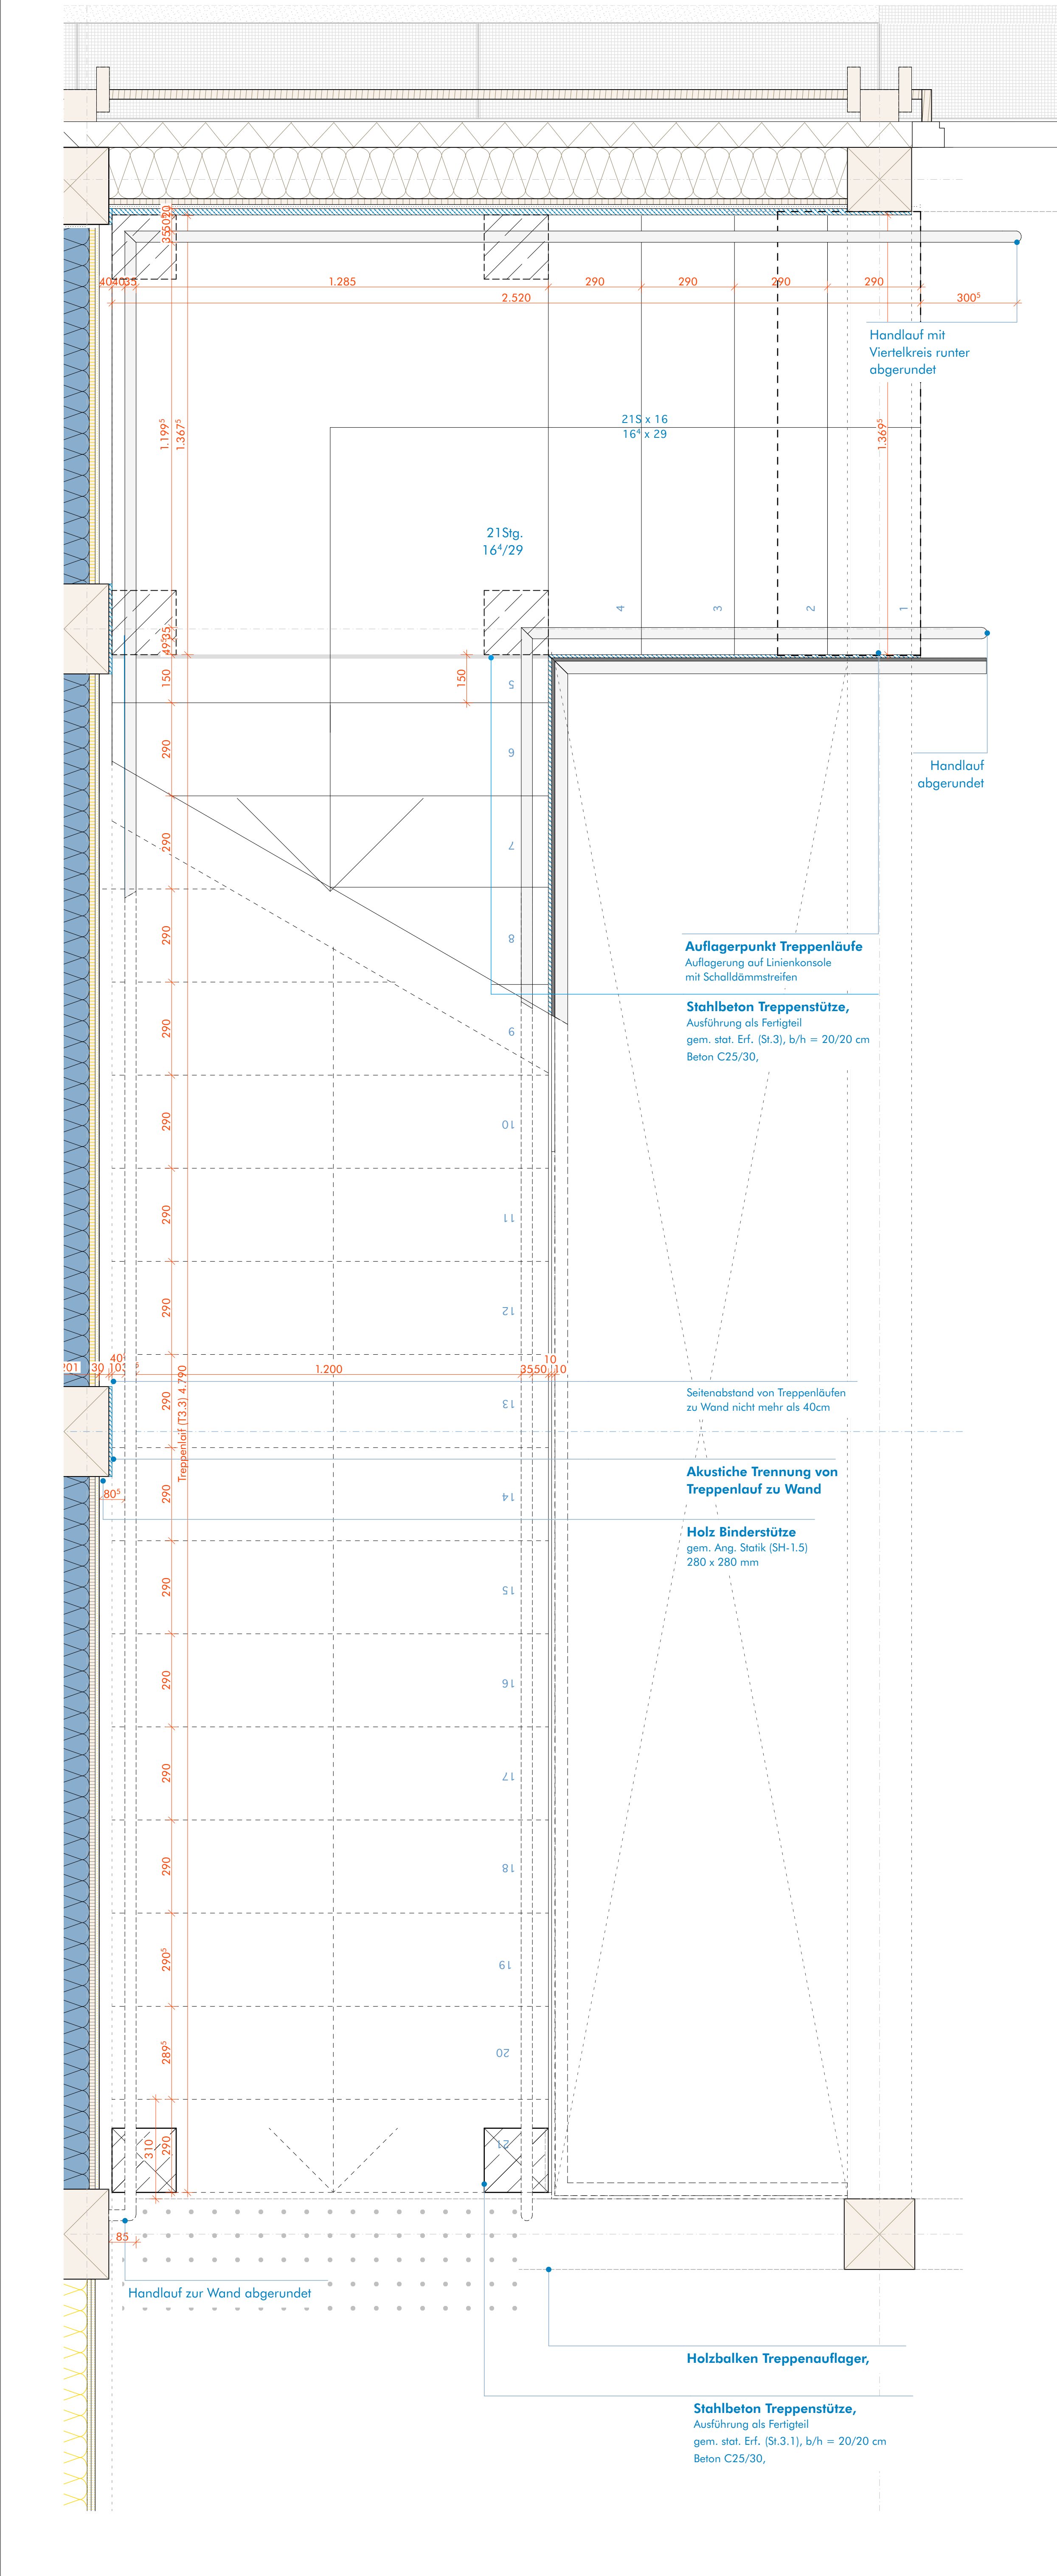 355020
404035
1.285
290
290
290
290
2.520
300⁵
Handlauf mit
Viertelkreis runter
abgerundet
1.199⁵
1.367⁵
21S x 16
16⁴ x 29
1.369⁵
21Stg.
16⁴/29
4
3
2
1
49⁵35
150
150
5
290
6
Handlauf
abgerundet
290
7
290
8
Auflagerpunkt Treppenläufe
Auflagerung auf Linienkonsole
mit Schalldämmstreifen
Stahlbeton Treppenstütze,
Ausführung als Fertigteil
gem. stat. Erf. (St.3), b/h = 20/20 cm
Beton C25/30,
290
9
290
10
290
11
290
12
40
10
201
30
1.200
3550
10
290
Treppenlaif (T3.3) 4.790
13
Seitenabstand von Treppenläufen
zu Wand nicht mehr als 40cm
Akustiche Trennung von
Treppenlauf zu Wand
80⁵
290
14
Holz Binderstütze
gem. Ang. Statik (SH-1.5)
280 x 280 mm
290
15
290
16
290
17
290
18
290⁵
19
289⁵
20
310
290
21
85
Handlauf zur Wand abgerundet
Holzbalken Treppenauflager,
Stahlbeton Treppenstütze,
Ausführung als Fertigteil
gem. stat. Erf. (St.3.1), b/h = 20/20 cm
Beton C25/30,